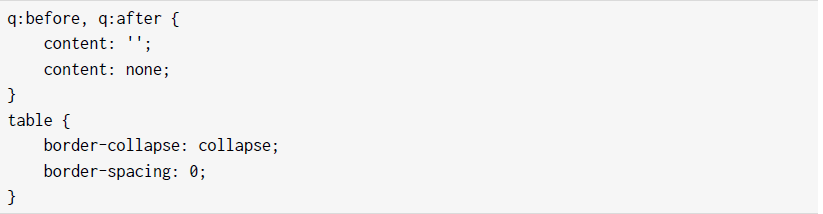 q:before, q:after {
    content: '';
    content: none;
}
table {
    border-collapse: collapse;
    border-spacing: 0;
}